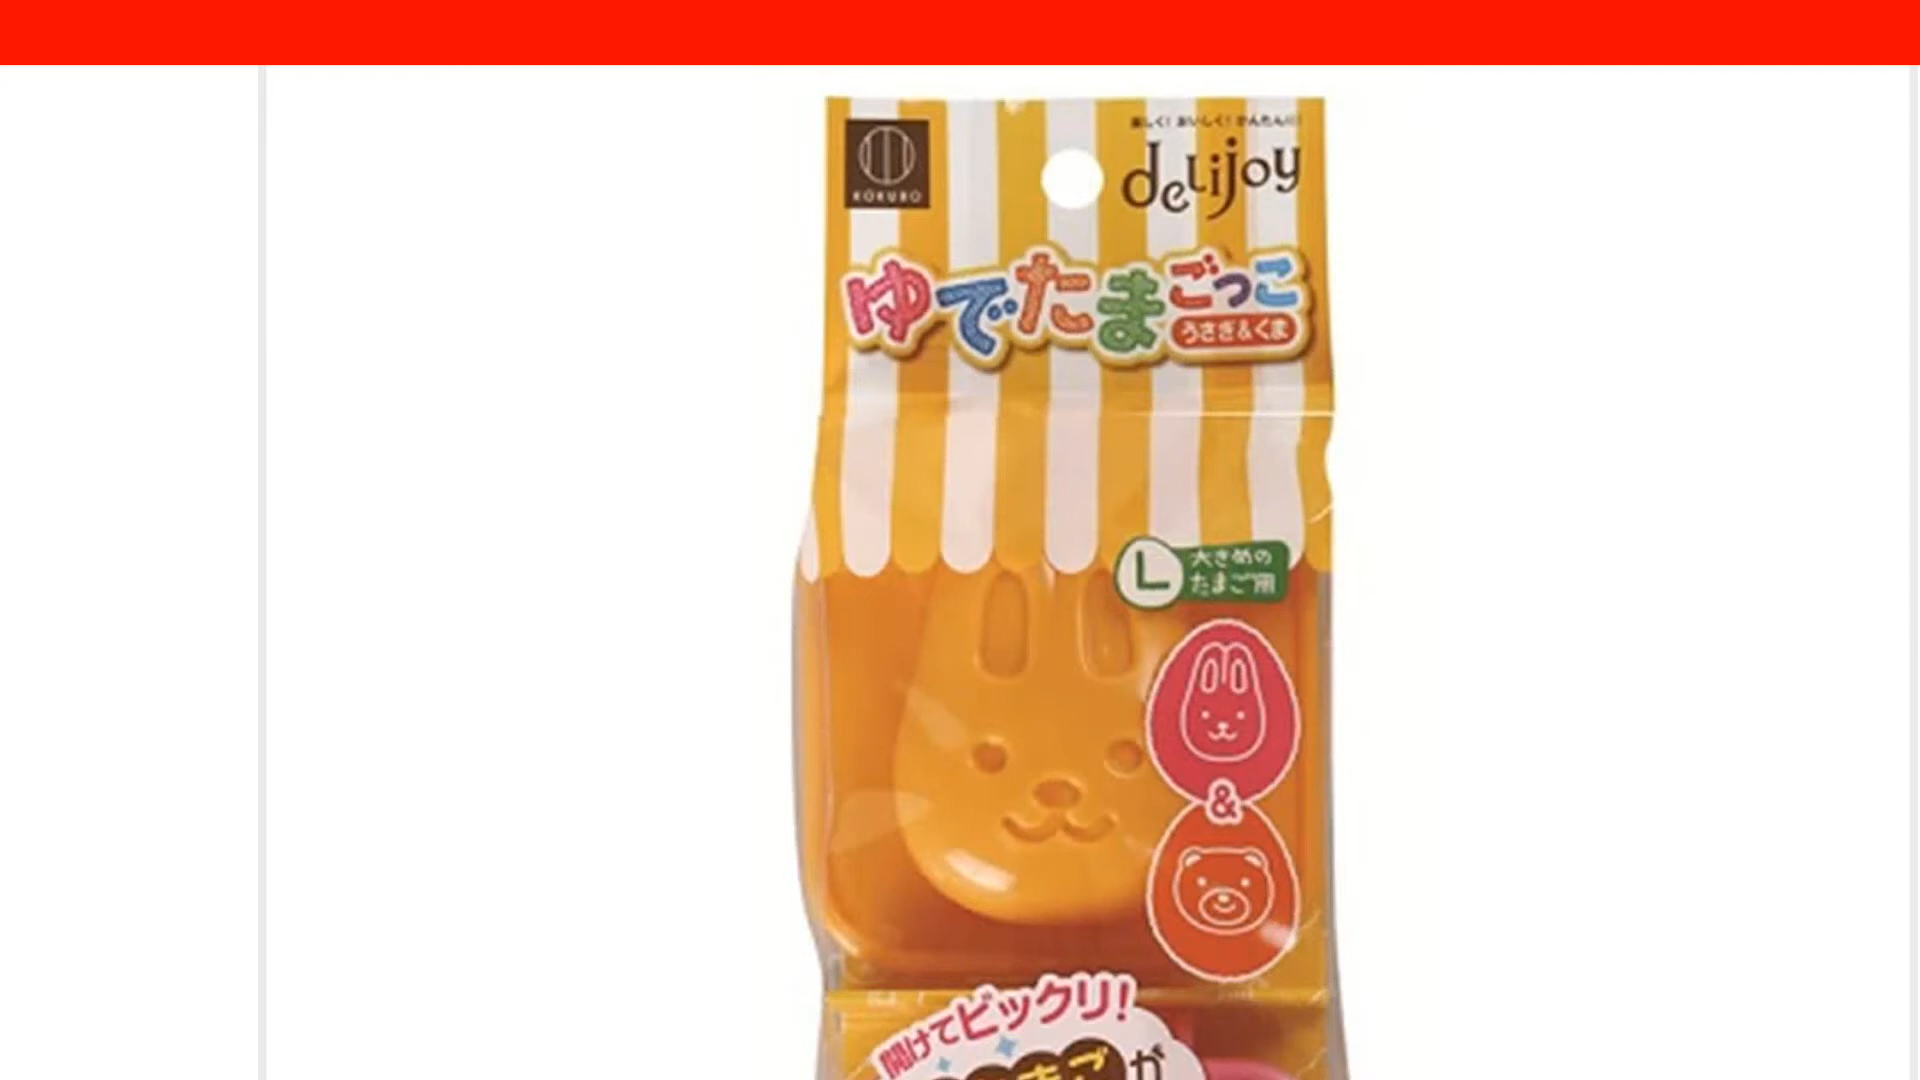 楽しく! おいしく! かんたんに!
KOKUBO
delijoy
ゆでたまごっこ
うさぎ&くま
L
大きめの
たまご用
&
開けてビックリ!